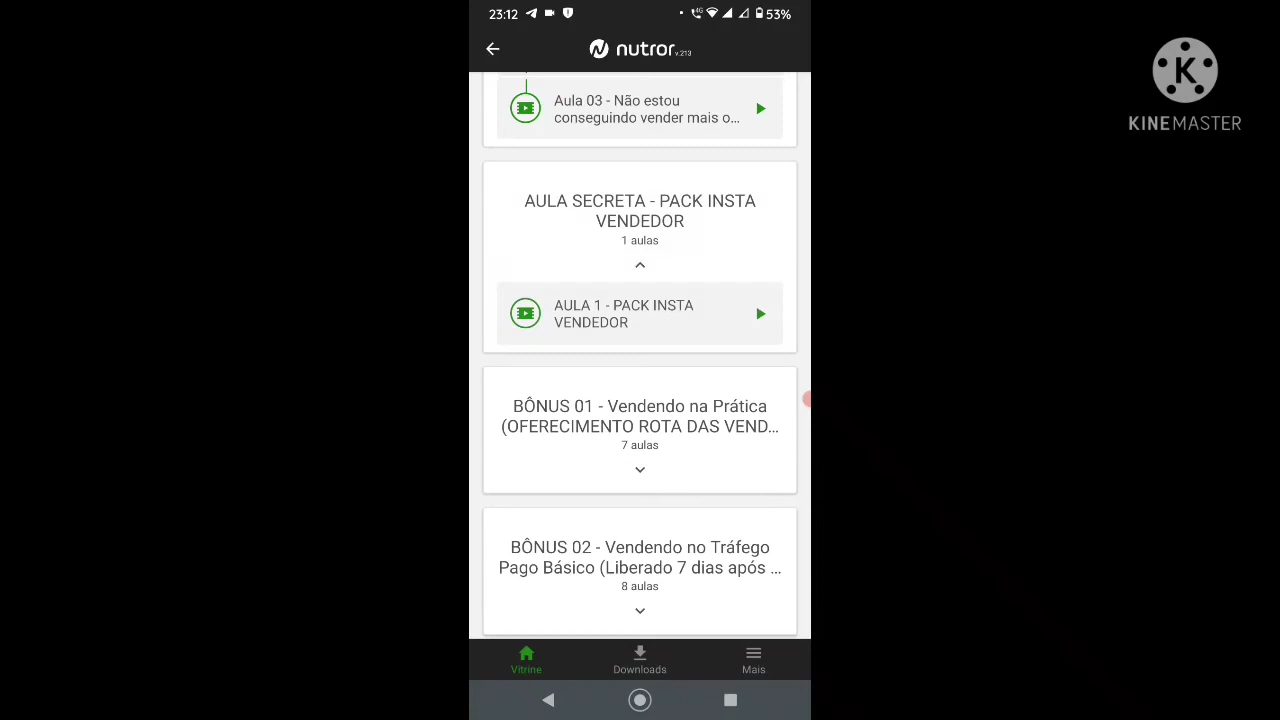 23:12
4G
53%
nutror v.213
Aula 03 - Não estou
conseguindo vender mais o...
K
KINEMASTER
AULA SECRETA - PACK INSTA
VENDEDOR
1 aulas
AULA 1 - PACK INSTA
VENDEDOR
BÔNUS 01 - Vendendo na Prática
(OFERECIMENTO ROTA DAS VEND...
7 aulas
BÔNUS 02 - Vendendo no Tráfego
Pago Básico (Liberado 7 dias após ...
8 aulas
Vitrine
Downloads
Mais